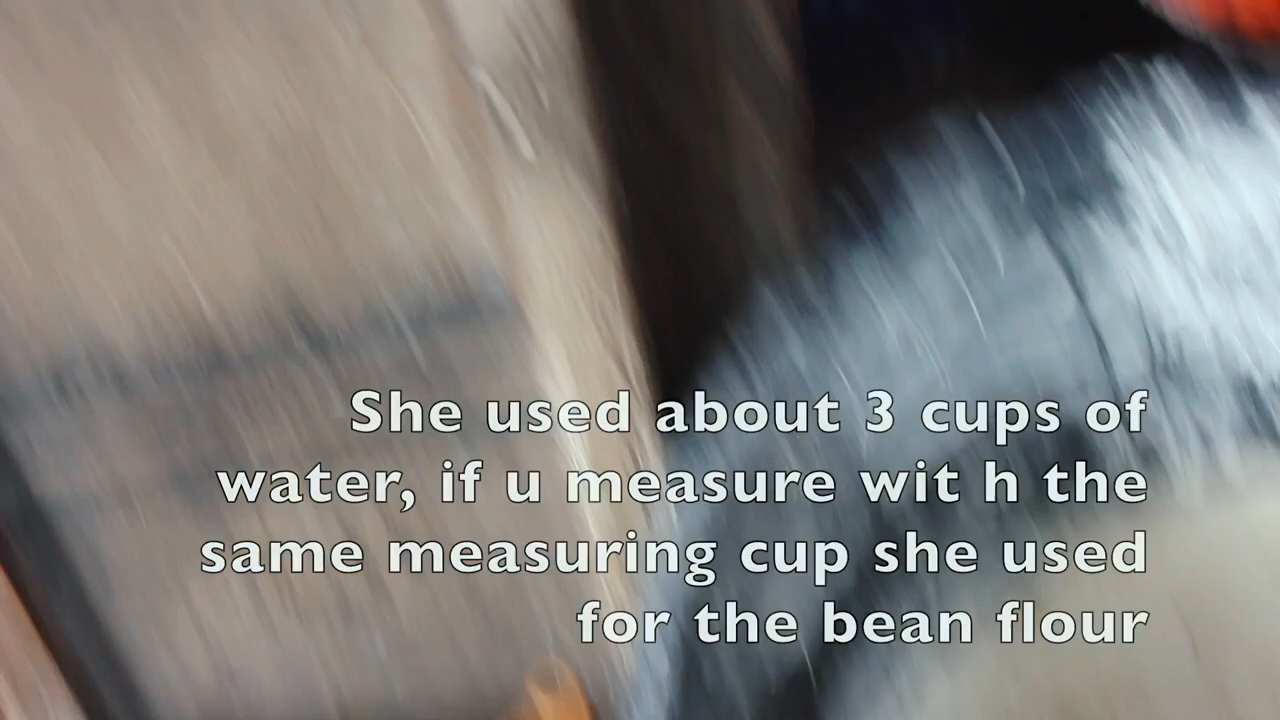 She used about 3 cups of
water, if u measure wit h the
same measuring cup she used
for the bean flour